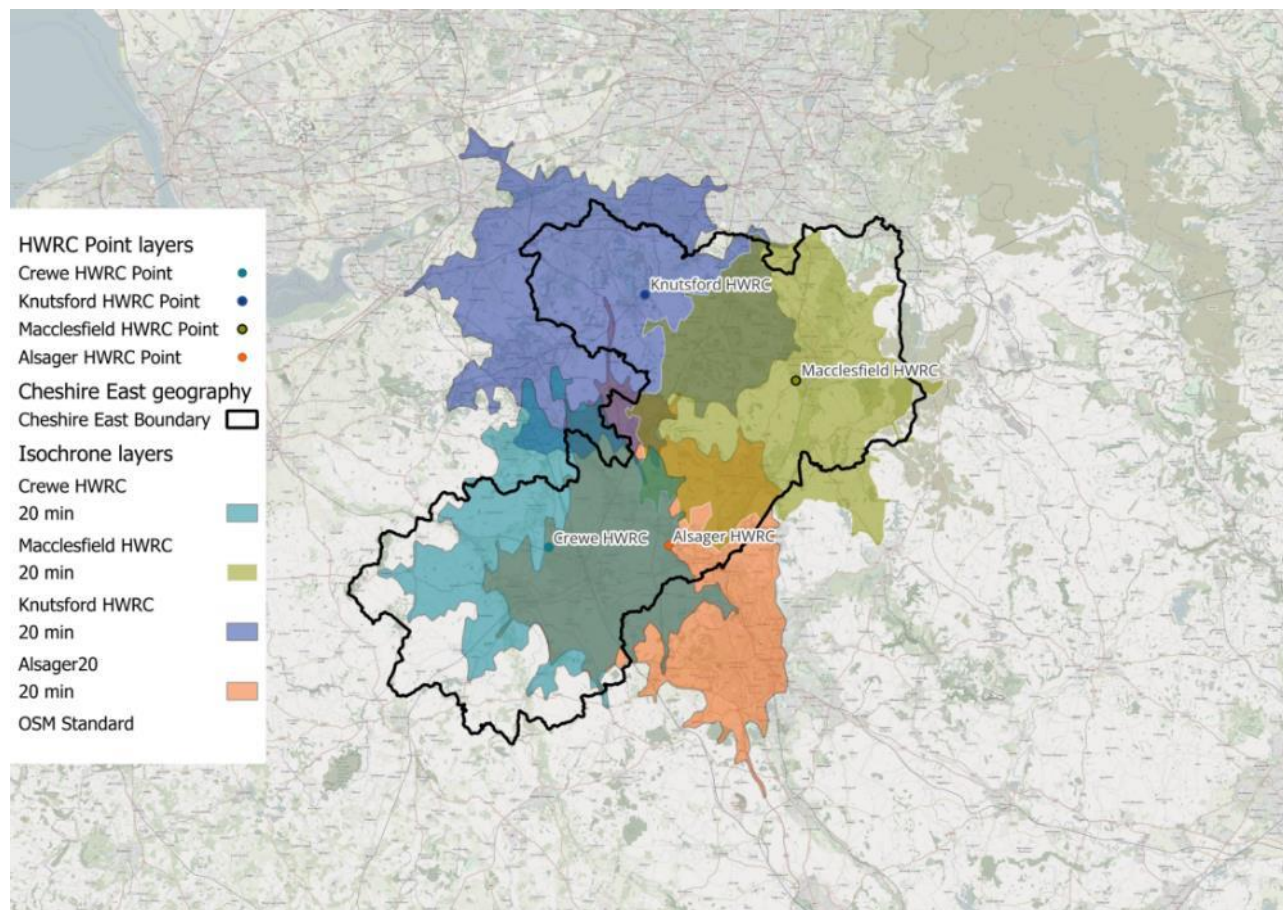 HWRC Point layers
Crewe HWRC Point
Knutsford HWRC Point
Macclesfield HWRC Point
Alsager HWRC Point
Cheshire East geography
Cheshire East Boundary
Isochrone layers
Crewe HWRC
20 min
Macclesfield HWRC
20 min
Knutsford HWRC
20 min
Alsager20
20 min
OSM Standard
Knutsford HWRC
Macclesfield HWRC
Crewe HWRC
Alsager HWRC